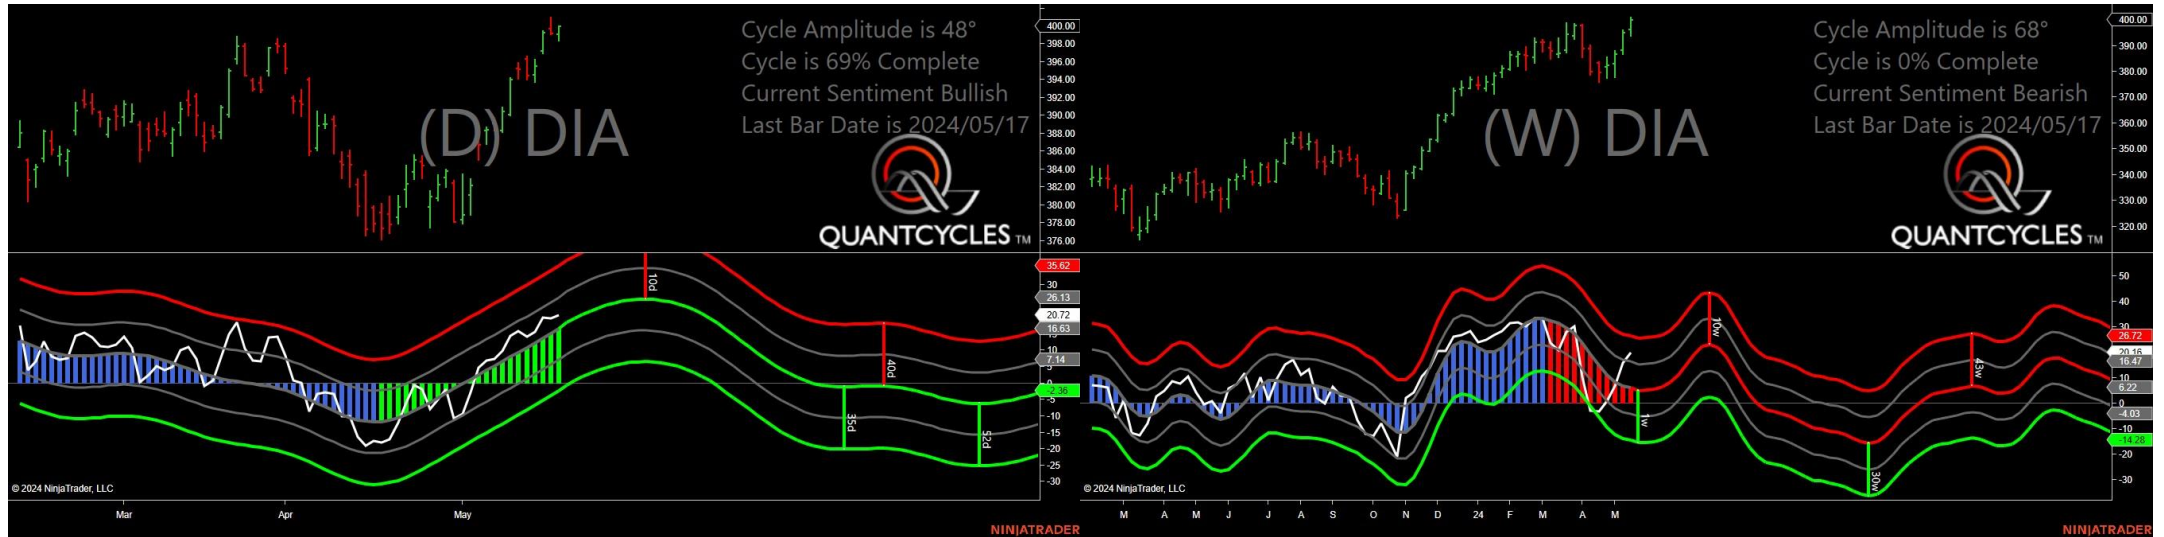 Cycle Amplitude is 48°
Cycle is 69% Complete
Current Sentiment Bullish
Last Bar Date is 2024/05/17
(D) DIA
QUANTCYCLES TM
400.00
398.00
396.00
394.00
392.00
390.00
388.00
386.00
384.00
382.00
380.00
378.00
376.00
35.62
30
26.13
20.72
16.63
10
7.14
-2.36
-5
-10
-15
-20
-25
-30
10d
40d
35d
52d
© 2024 NinjaTrader, LLC
Mar Apr May
NINJATRADER
Cycle Amplitude is 68°
Cycle is 0% Complete
Current Sentiment Bearish
Last Bar Date is 2024/05/17
(W) DIA
QUANTCYCLES TM
400.00
390.00
380.00
370.00
360.00
350.00
340.00
330.00
320.00
50
40
30
26.72
20.16
16.47
6.22
0
-4.03
-10
-14.28
-30
10w
43w
1w
30w
© 2024 NinjaTrader, LLC
M A M J J A S O N D 24 F M A M
NINJATRADER